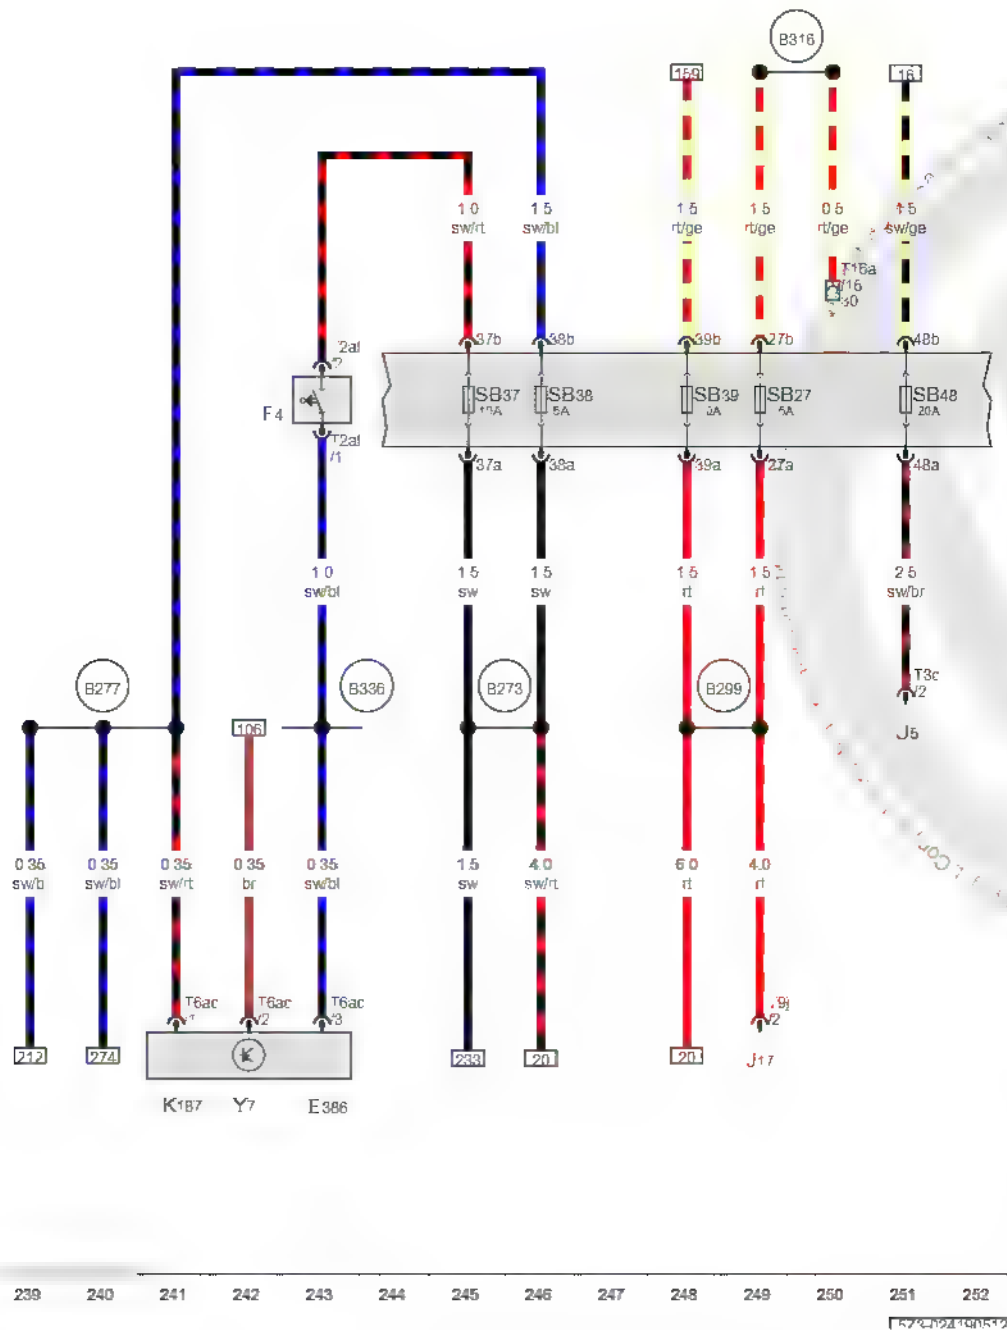 B316
159
16
1.0
sw/rt
1.5
sw/bl
1.5
rt/ge
1.5
rt/ge
0.5
rt/ge
1.5
sw/ge
T16a
/16
37b
38b
39b
27b
48b
F4
SB37
SB38
5A
SB39
SB27
5A
SB48
20A
T2al
/1
37a
38a
39a
27a
48a
1.0
sw/bl
1.5
sw
1.5
sw
1.5
rt
1.5
rt
2.5
sw/br
B277
B336
B273
B299
T3c
/2
J5
106
0.35
0.35
sw/bl
0.35
sw/rt
0.35
br
0.35
sw/bl
1.5
sw
4.0
sw/rt
6.0
rt
4.0
rt
T6ac
T6ac
/2
T6ac
/3
/2
212
274
K
233
20
20
J17
K187
Y7
E386
239 240 241 242 243 244 245 246 247 248 249 250 251 252